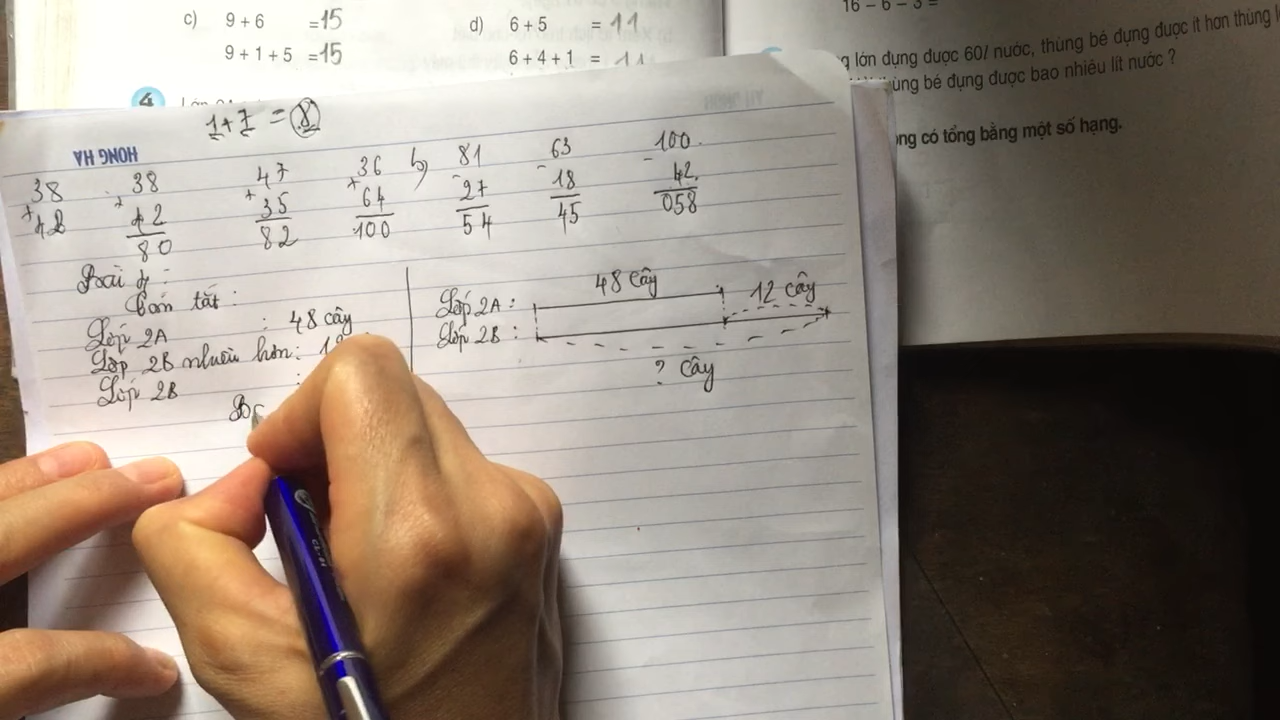 c) 9 + 6 = 15
9 + 1 + 5 = 15
d) 6 + 5 = 11
6 + 4 + 1 = 11
16 - 6 - 3 =
lớn đựng được 60l nước, thùng bé đựng được ít hơn thùng
thùng bé đựng được bao nhiêu lít nước ?
có tổng bằng một số hạng.
4
1 + 7 = 8
HONG HA
38 38 47 36 b) 81 63 100
+ + + + - - -
42 42 35 64 27 18 42
80 82 100 54 45 058
Bài 4 :
Tóm tắt :
Lớp 2A : 48 cây
Lớp 2B nhiều hơn :
Lớp 2B :
48 cây 12 cây
Lớp 2A :
Lớp 2B :
? cây